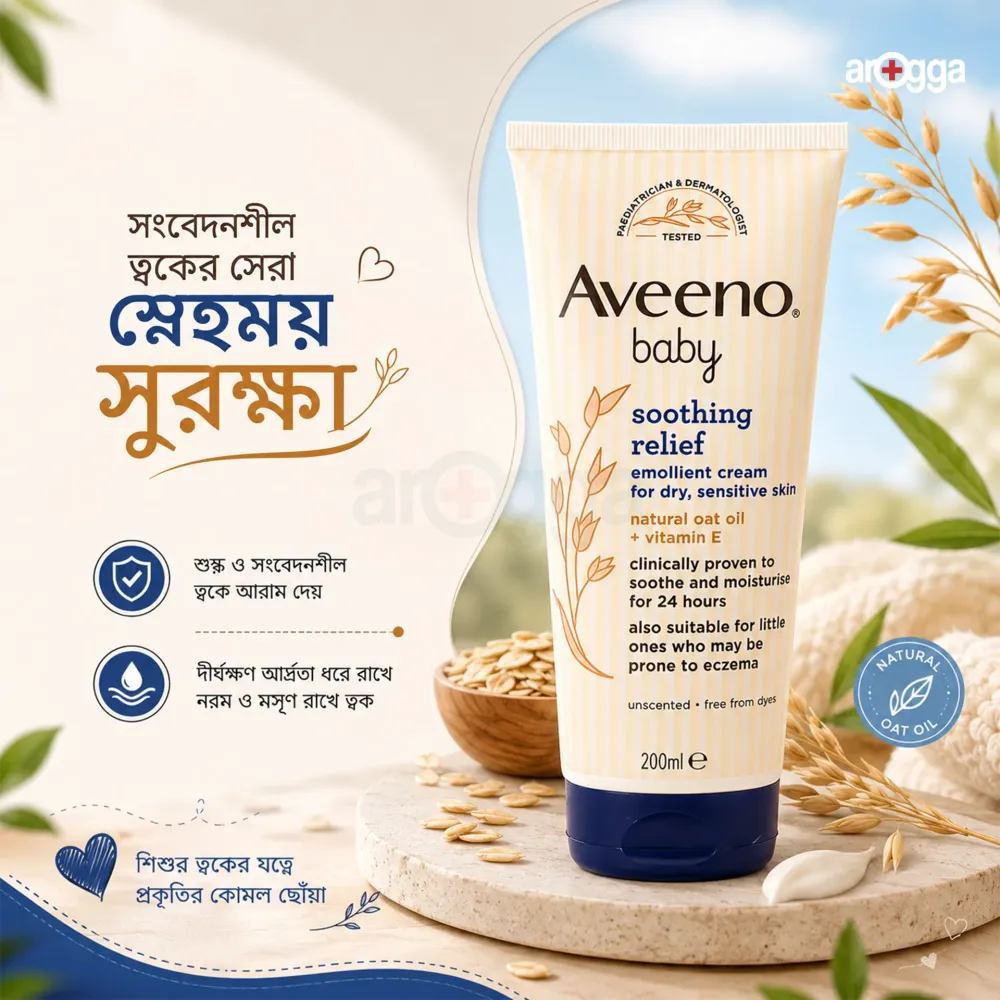 arogga
সংবেদনশীল
ত্বকের সেরা
স্নেহময়
সুরক্ষা
শুষ্ক ও সংবেদনশীল
ত্বকে আরাম দেয়
দীর্ঘক্ষণ আর্দ্রতা ধরে রাখে
নরম ও মসৃণ রাখে ত্বক
শিশুর ত্বকের যত্নে
প্রকৃতির কোমল ছোঁয়া
PAEDIATRICIAN & DERMATOLOGIST
TESTED
Aveeno®
baby
soothing
relief
emollient cream
for dry, sensitive skin
natural oat oil
+ vitamin E
clinically proven to
soothe and moisturise
for 24 hours
also suitable for little
ones who may be
prone to eczema
unscented • free from dyes
200ml ℮
NATURAL
OAT OIL
arogga